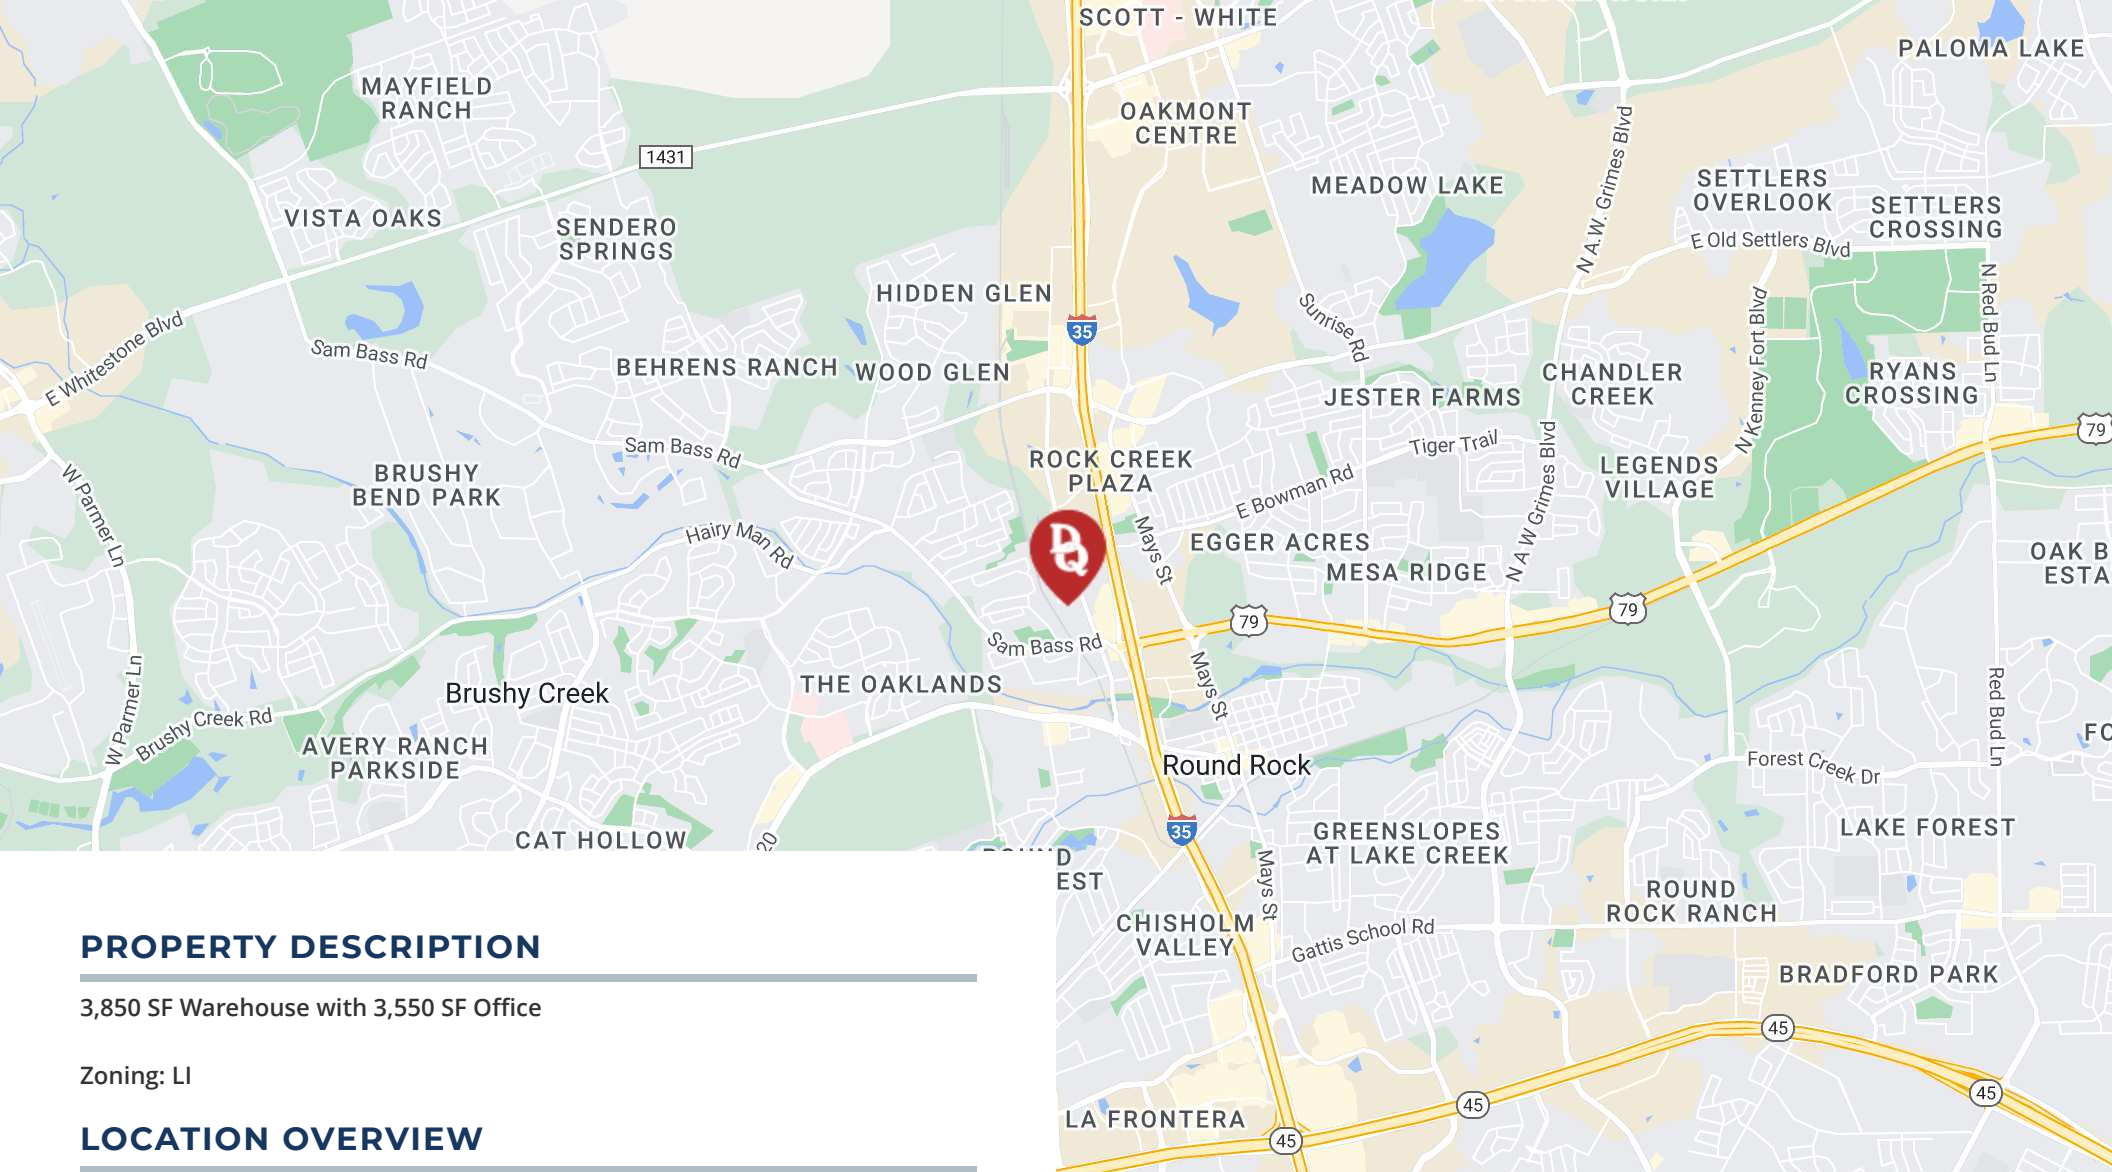 SCOTT - WHITE
PALOMA LAKE
MAYFIELD
RANCH
OAKMONT
CENTRE
N A.W. Grimes Blvd
1431
MEADOW LAKE
SETTLERS
OVERLOOK
SETTLERS
CROSSING
VISTA OAKS
SENDERO
SPRINGS
E Old Settlers Blvd
HIDDEN GLEN
N Red Bud Ln
Sunrise Rd
N Kenney Fort Blvd
35
E Whitestone Blvd
Sam Bass Rd
BEHRENS RANCH
WOOD GLEN
JESTER FARMS
CHANDLER
CREEK
RYANS
CROSSING
79
Sam Bass Rd
Tiger Trail
N A W Grimes Blvd
ROCK CREEK
PLAZA
LEGENDS
VILLAGE
BRUSHY
BEND PARK
W Parmer Ln
E Bowman Rd
Hairy Man Rd
DQ
Mays St
EGGER ACRES
MESA RIDGE
OAK B
ESTA
79
79
Sam Bass Rd
THE OAKLANDS
Mays St
Brushy Creek
W Parmer Ln
Brushy Creek Rd
Red Bud Ln
FO
AVERY RANCH
PARKSIDE
Round Rock
Forest Creek Dr
CAT HOLLOW
20
35
GREENSLOPES
AT LAKE CREEK
LAKE FOREST
EST
Mays St
ROUND
ROCK RANCH
CHISHOLM
VALLEY
Gattis School Rd
BRADFORD PARK
45
45
45
LA FRONTERA
45
PROPERTY DESCRIPTION
3,850 SF Warehouse with 3,550 SF Office
Zoning: LI
LOCATION OVERVIEW